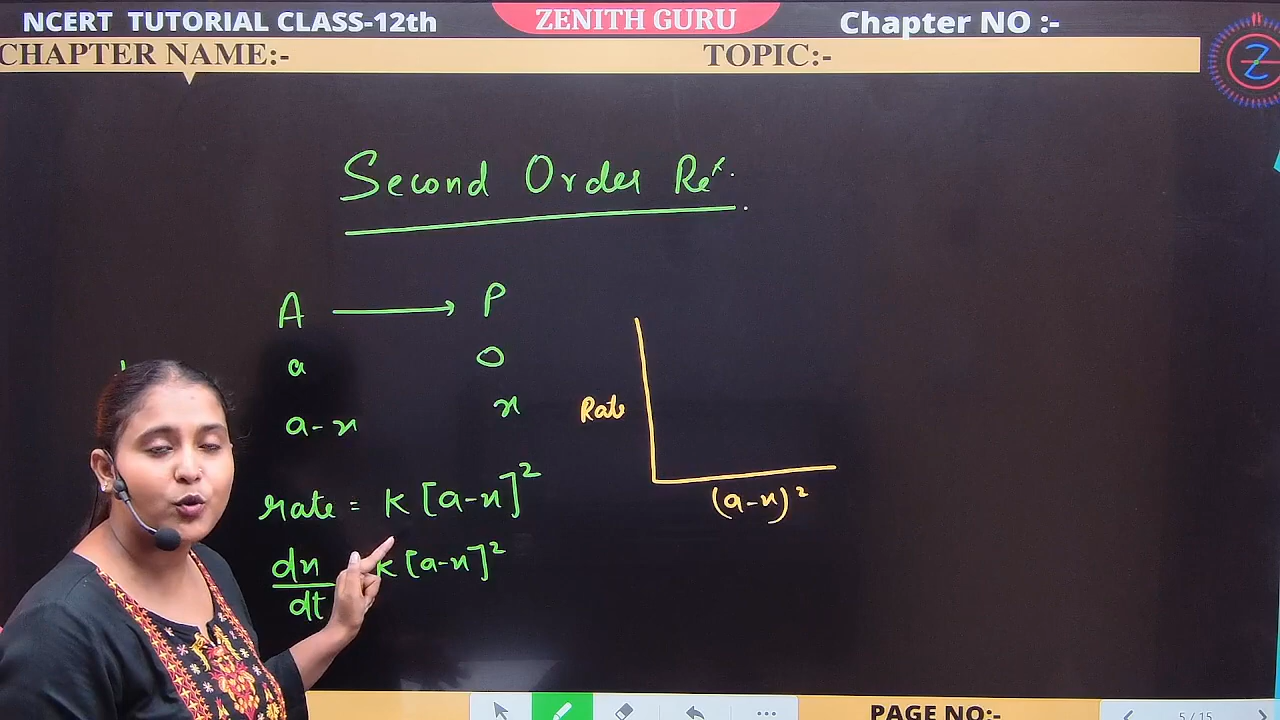 NCERT TUTORIAL CLASS-12th
ZENITH GURU
Chapter NO :-
CHAPTER NAME:-
TOPIC:-
Z
Second Order Rex.
A ⟶ P
a 0
a-x x
rate = K[a-x]²
dx/dt K[a-x]²
Rate
(a-x)²
PAGE NO:-
5/15